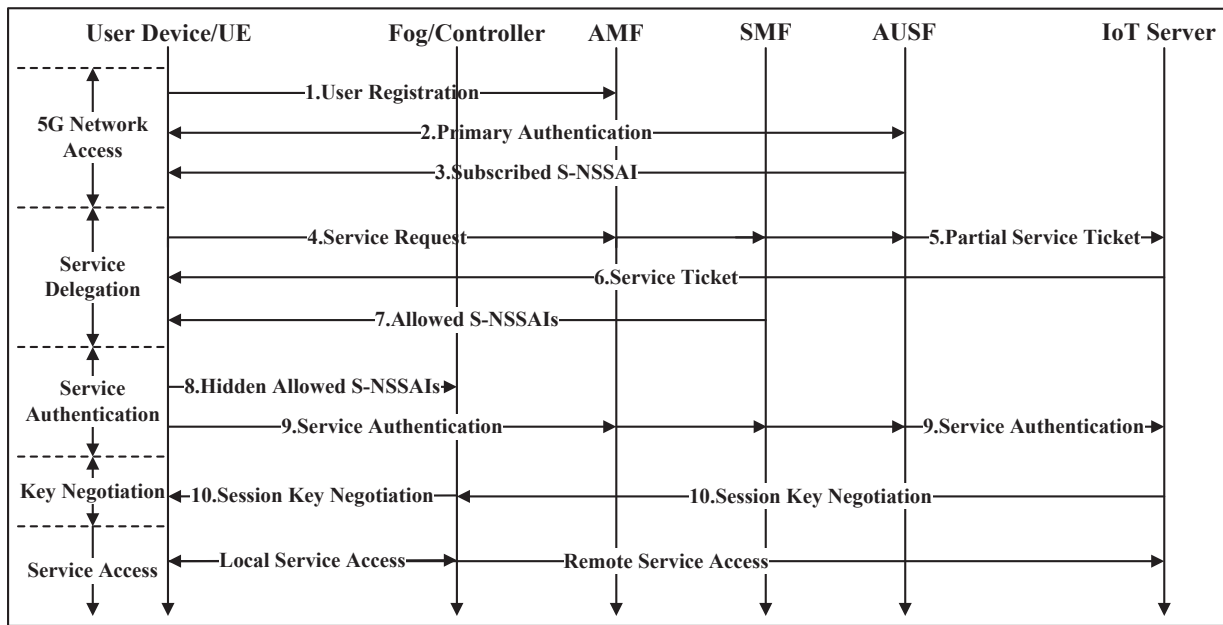 User Device/UE Fog/Controller AMF SMF AUSF IoT Server
1.User Registration
5G Network
Access
2.Primary Authentication
3.Subscribed S-NSSAI
4.Service Request 5.Partial Service Ticket
Service
Delegation
6.Service Ticket
7.Allowed S-NSSAIs
Service
Authentication
8.Hidden Allowed S-NSSAIs
9.Service Authentication 9.Service Authentication
Key Negotiation 10.Session Key Negotiation 10.Session Key Negotiation
Service Access Local Service Access Remote Service Access